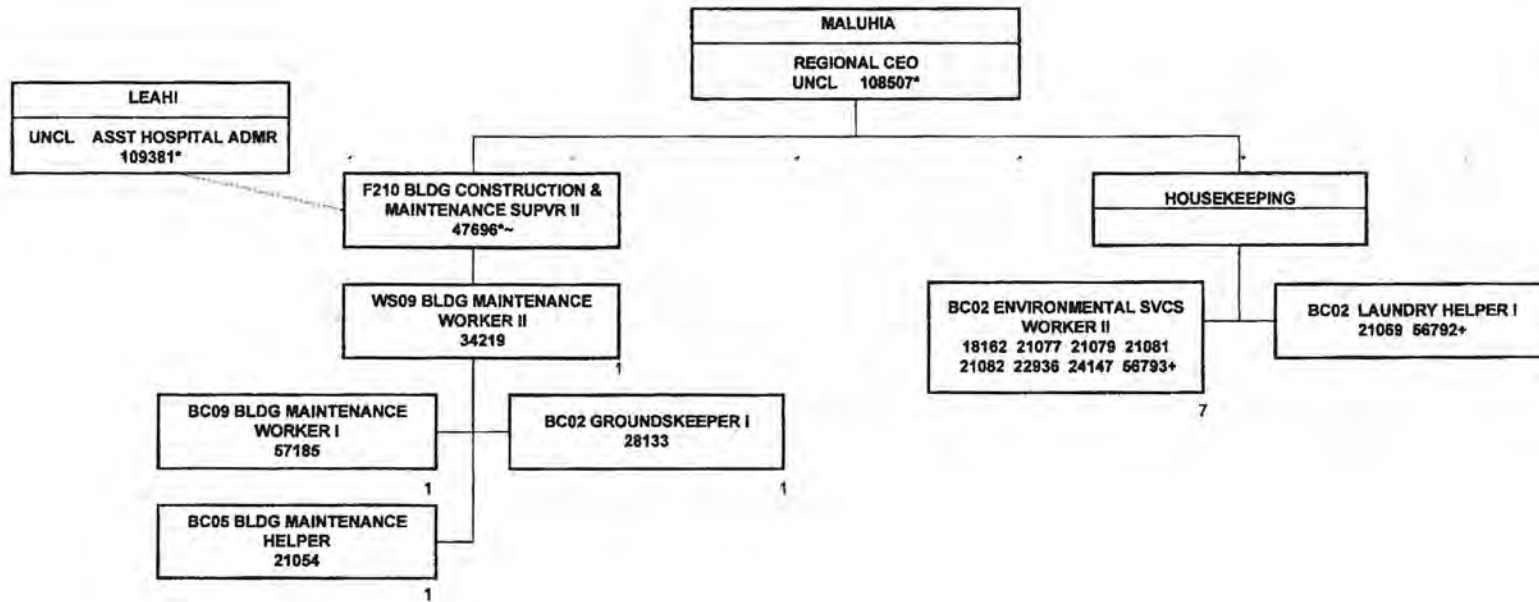 MALUHIA
REGIONAL CEO
UNCL 108507*
LEAHI
UNCL ASST HOSPITAL ADMR
109381*
F210 BLDG CONSTRUCTION &
MAINTENANCE SUPVR II
47696*~
HOUSEKEEPING
WS09 BLDG MAINTENANCE
WORKER II
34219
1
BC02 ENVIRONMENTAL SVCS
WORKER II
18162 21077 21079 21081
21082 22936 24147 56793+
7
BC02 LAUNDRY HELPER I
21069 56792+
BC09 BLDG MAINTENANCE
WORKER I
57185
1
BC02 GROUNDSKEEPER I
28133
1
BC05 BLDG MAINTENANCE
HELPER
21054
1